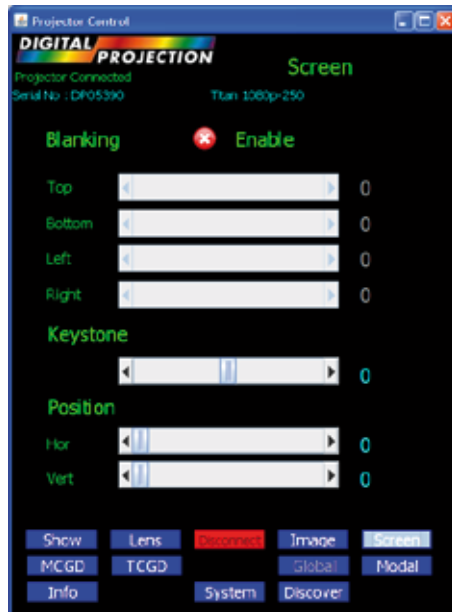 Projector Control
DIGITAL
PROJECTION
Screen
Projector Connected
Serial No : DP05390 Titan 1080p-250
Blanking Enable
Top 0
Bottom 0
Left 0
Right 0
Keystone
0
Position
Hor 0
Vert 0
Show Lens Disconnect Image Screen
MCGD TCGD Global Modal
Info System Discover